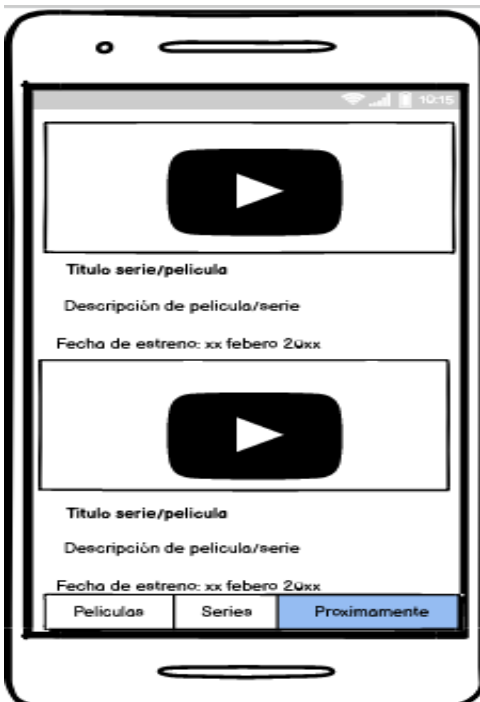 10:15
Titulo serie/pelicula
Descripción de pelicula/serie
Fecha de estreno: xx febero 20xx
Titulo serie/pelicula
Descripción de pelicula/serie
Fecha de estreno: xx febero 20xx
Peliculas Series Proximamente